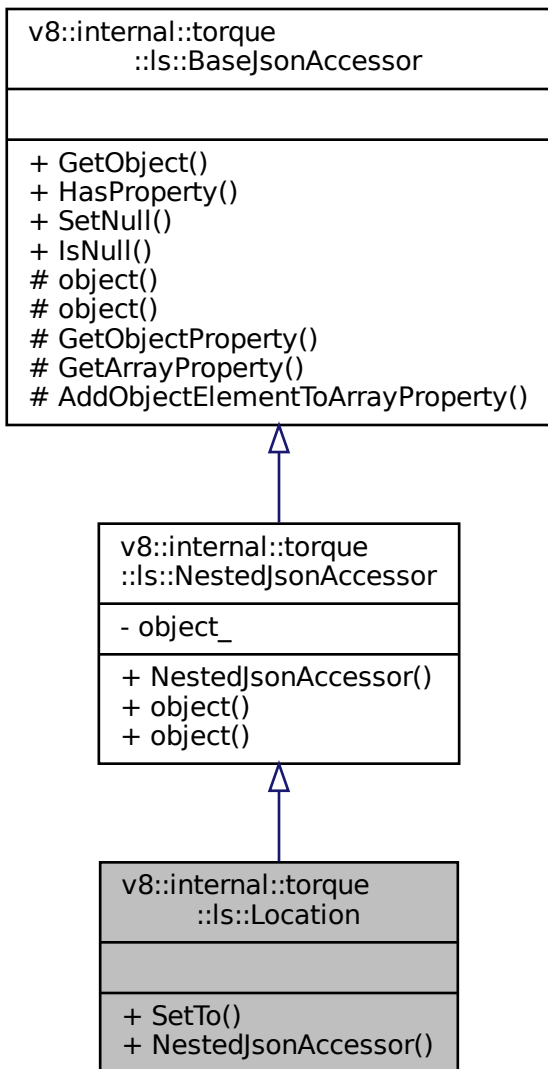 v8::internal::torque
::ls::BaseJsonAccessor
+ GetObject()
+ HasProperty()
+ SetNull()
+ IsNull()
# object()
# object()
# GetObjectProperty()
# GetArrayProperty()
# AddObjectElementToArrayProperty()
v8::internal::torque
::ls::NestedJsonAccessor
- object_
+ NestedJsonAccessor()
+ object()
+ object()
v8::internal::torque
::ls::Location
+ SetTo()
+ NestedJsonAccessor()